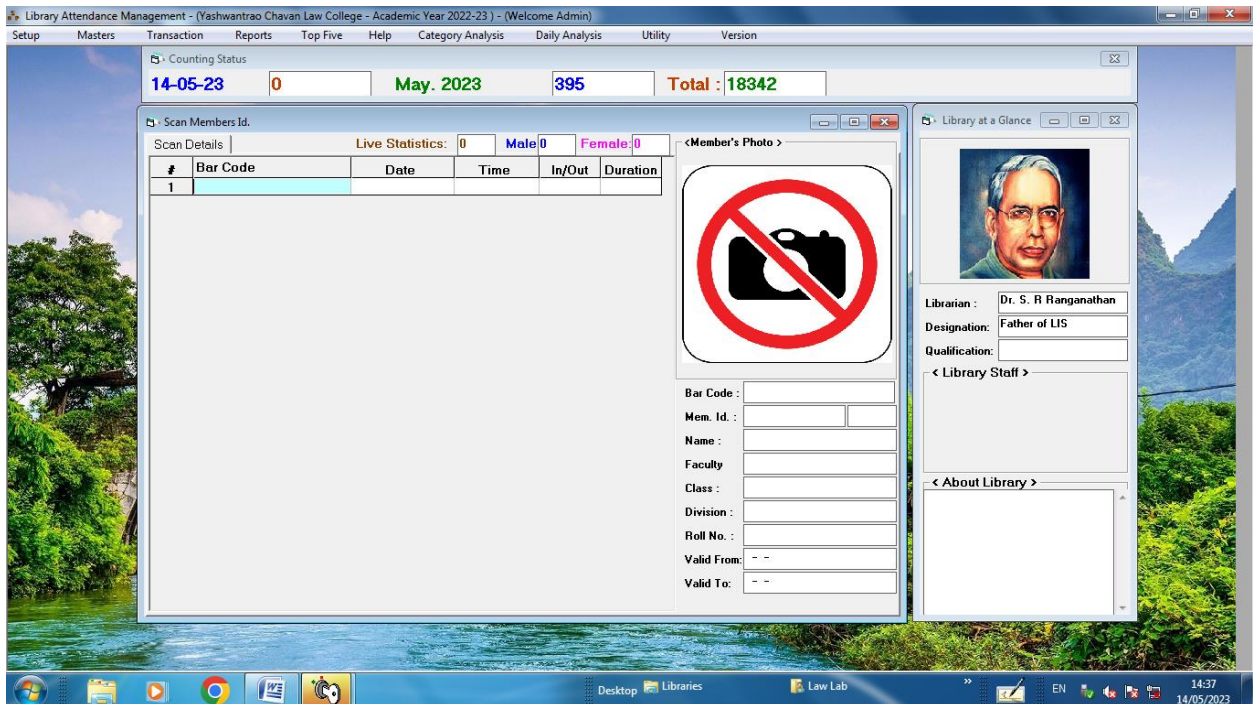 Library Attendance Management - (Yashwantrao Chavan Law College - Academic Year 2022-23 ) - (Welcome Admin)
Setup Masters Transaction Reports Top Five Help Category Analysis Daily Analysis Utility Version
Counting Status
14-05-23 0 May. 2023 395 Total : 18342
Scan Members Id.
Scan Details Live Statistics: 0 Male 0 Female: 0
# Bar Code Date Time In/Out Duration
1
<Member's Photo >
Bar Code :
Mem. Id. :
Name :
Faculty
Class :
Division :
Roll No. :
Valid From: - -
Valid To: - -
Library at a Glance
Librarian : Dr. S. R Ranganathan
Designation: Father of LIS
Qualification:
< Library Staff >
< About Library >
Desktop Libraries Law Lab » EN 14:37
14/05/2023